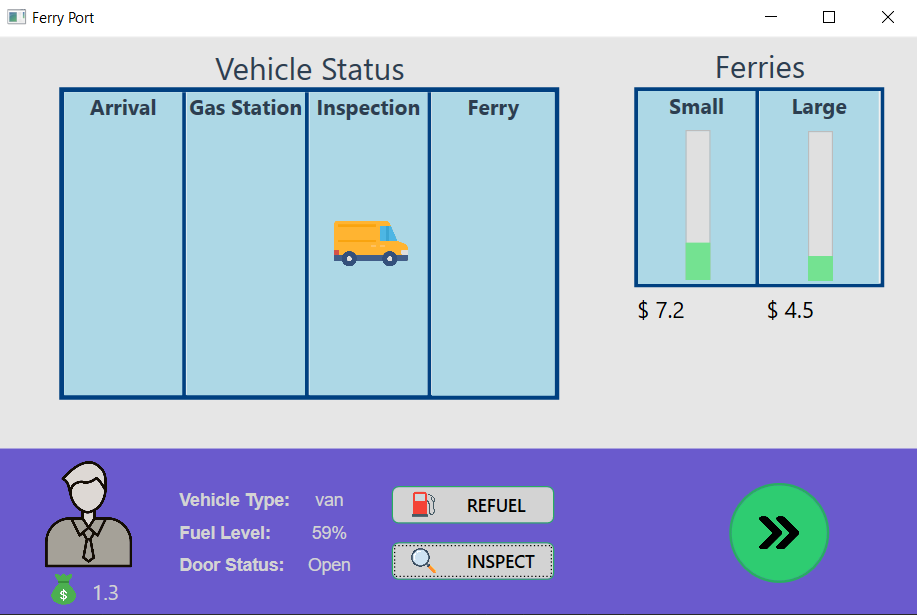 Ferry Port
Vehicle Status
Ferries
Arrival
Gas Station
Inspection
Ferry
Small
Large
$ 7.2
$ 4.5
Vehicle Type: van
Fuel Level: 59%
Door Status: Open
REFUEL
INSPECT
$
1.3